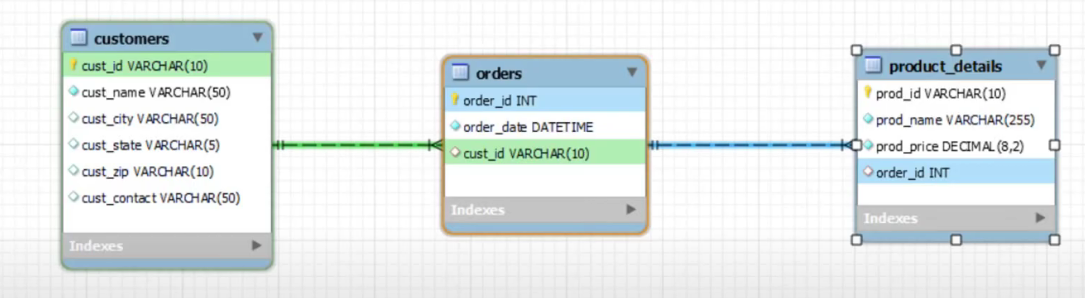 customers
cust_id VARCHAR(10)
cust_name VARCHAR(50)
cust_city VARCHAR(50)
cust_state VARCHAR(5)
cust_zip VARCHAR(10)
cust_contact VARCHAR(50)
Indexes
orders
order_id INT
order_date DATETIME
cust_id VARCHAR(10)
Indexes
product_details
prod_id VARCHAR(10)
prod_name VARCHAR(255)
prod_price DECIMAL(8,2)
order_id INT
Indexes